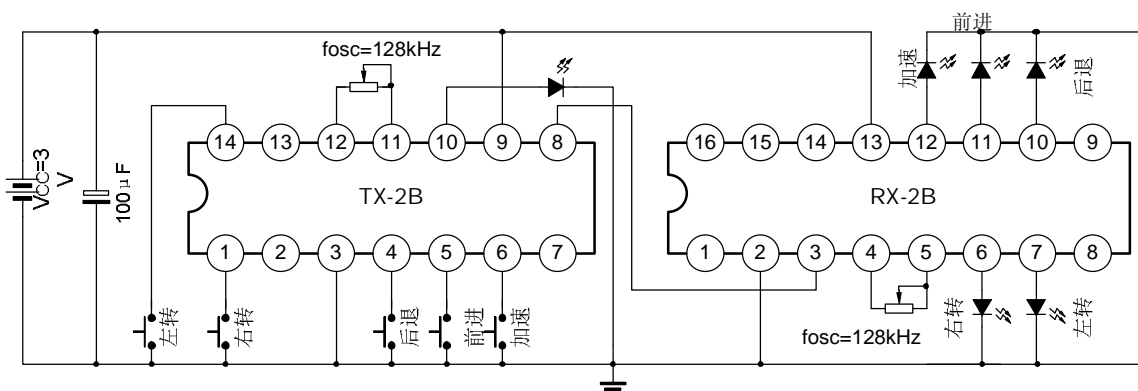 前进
fosc=128kHz
加速
后退
14 13 12 11 10 9 8
16 15 14 13 12 11 10 9
VCC=3
V
100μF
TX-2B
RX-2B
1 2 3 4 5 6 7
1 2 3 4 5 6 7 8
左转
右转
后退
前进
加速
右转
左转
fosc=128kHz